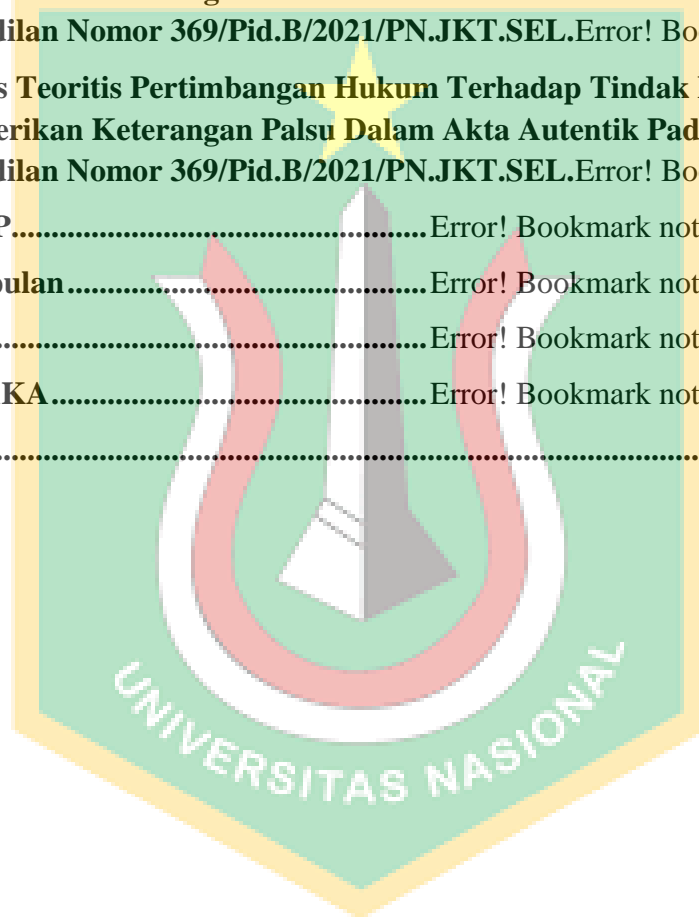 dilan Nomor 369/Pid.B/2021/PN.JKT.SEL.Error! Boo
s Teoritis Pertimbangan Hukum Terhadap Tindak
erikan Keterangan Palsu Dalam Akta Autentik Pad
dilan Nomor 369/Pid.B/2021/PN.JKT.SEL.Error! Boo
P.......................................................Error! Bookmark not
pulan................................................Error! Bookmark not
.........................................................Error! Bookmark not
KA..................................................Error! Bookmark not
...............................................................................................
UNIVERSITAS NASIONAL